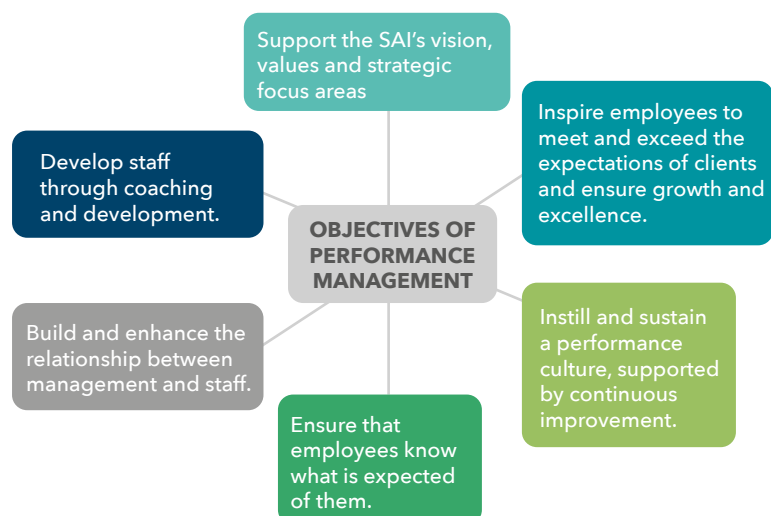 Support the SAI’s vision,
values and strategic
focus areas
Inspire employees to
meet and exceed the
expectations of clients
and ensure growth and
excellence.
Develop staff
through coaching
and development.
OBJECTIVES OF
PERFORMANCE
MANAGEMENT
Build and enhance the
relationship between
management and staff.
Instill and sustain
a performance
culture, supported
by continuous
improvement.
Ensure that
employees know
what is expected
of them.